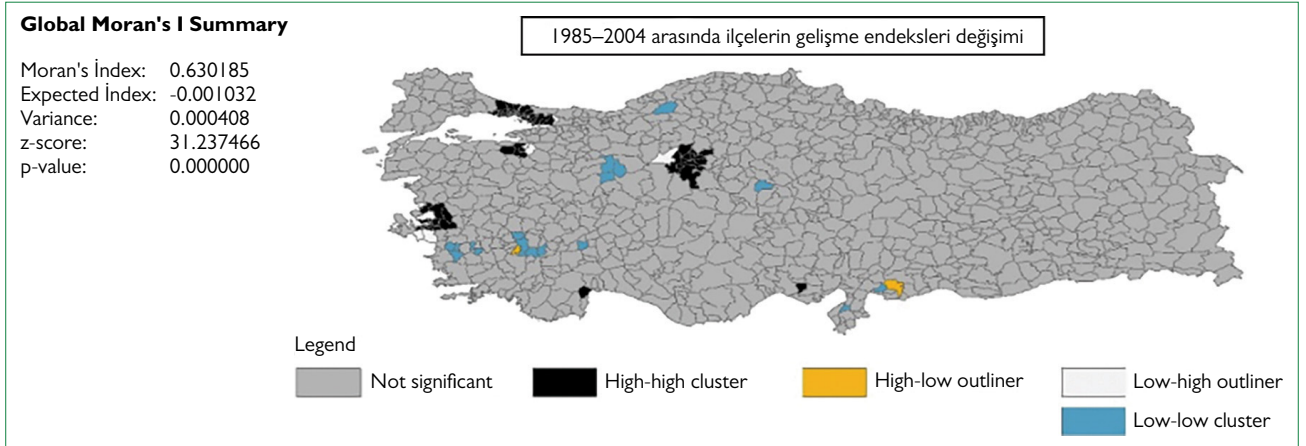 Global Moran's I Summary
1985–2004 arasında ilçelerin gelişme endeksleri değişimi
Moran's İndex: 0.630185
Expected İndex: -0.001032
Variance: 0.000408
z-score: 31.237466
p-value: 0.000000
Legend
Not significant
High-high cluster
High-low outliner
Low-high outliner
Low-low cluster